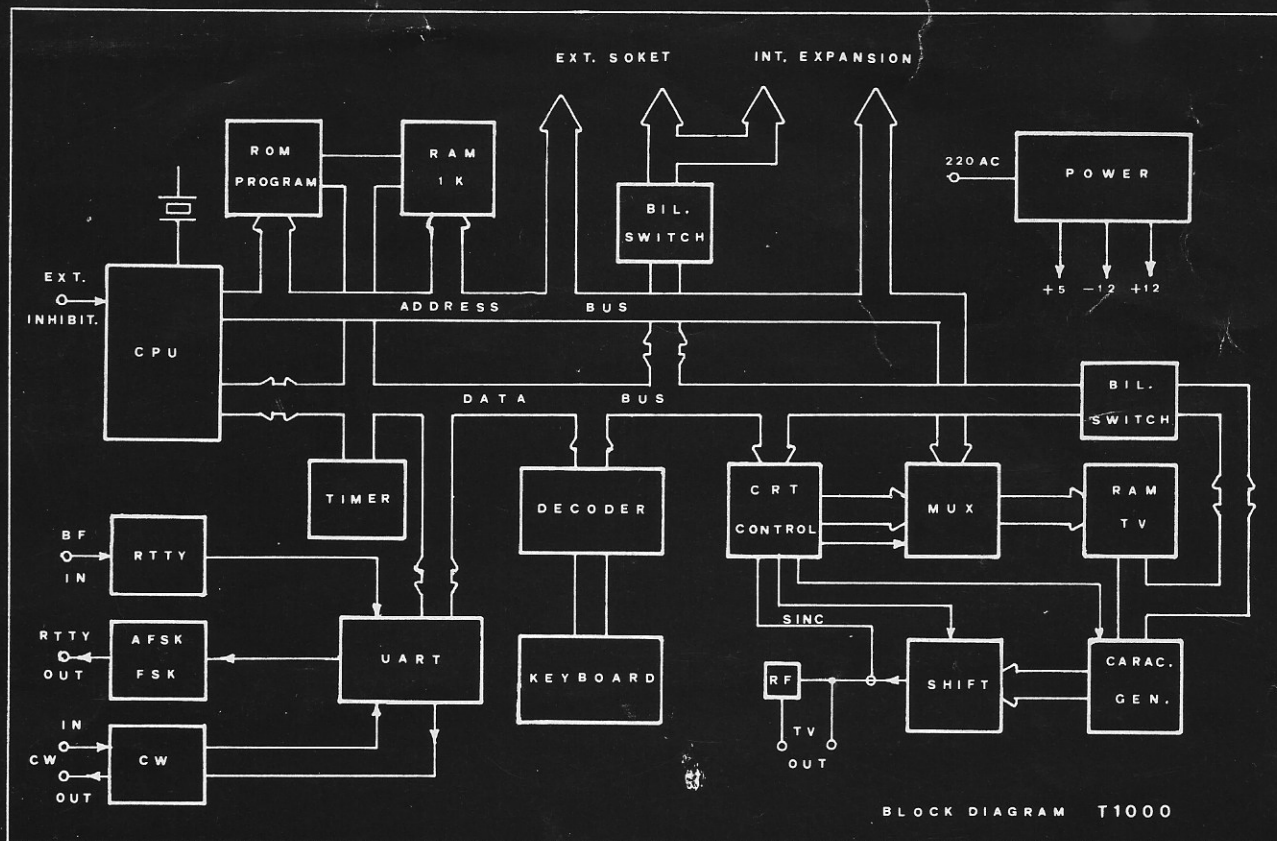 EXT. SOKET
INT. EXPANSION
ROM
PROGRAM
RAM
1 K
BIL.
SWITCH
220 AC
POWER
+5 -12 +12
EXT.
INHIBIT.
CPU
ADDRESS BUS
DATA BUS
BIL.
SWITCH
TIMER
DECODER
CRT
CONTROL
MUX
RAM
TV
BF
IN
RTTY
RTTY
OUT
AFSK
FSK
UART
KEYBOARD
SINC
RF
SHIFT
CARAC.
GEN.
TV
OUT
IN
CW
OUT
CW
BLOCK DIAGRAM T1000